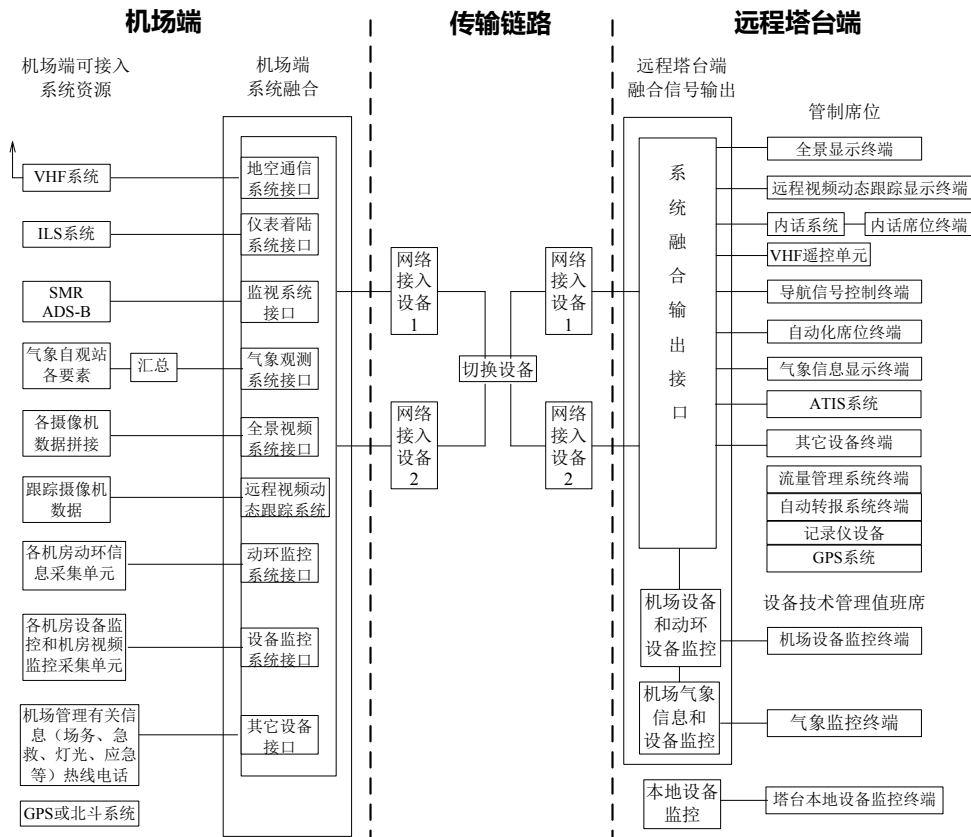 机场端
传输链路
远程塔台端
机场端可接入
系统资源
机场端
系统融合
远程塔台端
融合信号输出
管制席位
VHF系统
ILS系统
SMR
ADS-B
气象自观站
各要素
汇总
各摄像机
数据拼接
跟踪摄像机
数据
各机房动环信
息采集单元
各机房设备监
控和机房视频
监控采集单元
机场管理有关信
息（场务、急
救、灯光、应急
等）热线电话
GPS或北斗系统
地空通信
系统接口
仪表着陆
系统接口
监视系统
接口
气象观测
系统接口
全景视频
系统接口
远程视频动
态跟踪系统
动环监控
系统接口
设备监控
系统接口
其它设备
接口
网络
接入
设备
1
网络
接入
设备
2
切换设备
网络
接入
设备
1
网络
接入
设备
2
系
统
融
合
输
出
接
口
机场设备
和动环
设备监控
机场气象
信息和
设备监控
本地设备
监控
全景显示终端
远程视频动态跟踪显示终端
内话系统
内话席位终端
VHF遥控单元
导航信号控制终端
自动化席位终端
气象信息显示终端
ATIS系统
其它设备终端
流量管理系统终端
自动转报系统终端
记录仪设备
GPS系统
设备技术管理值班席
机场设备监控终端
气象监控终端
塔台本地设备监控终端